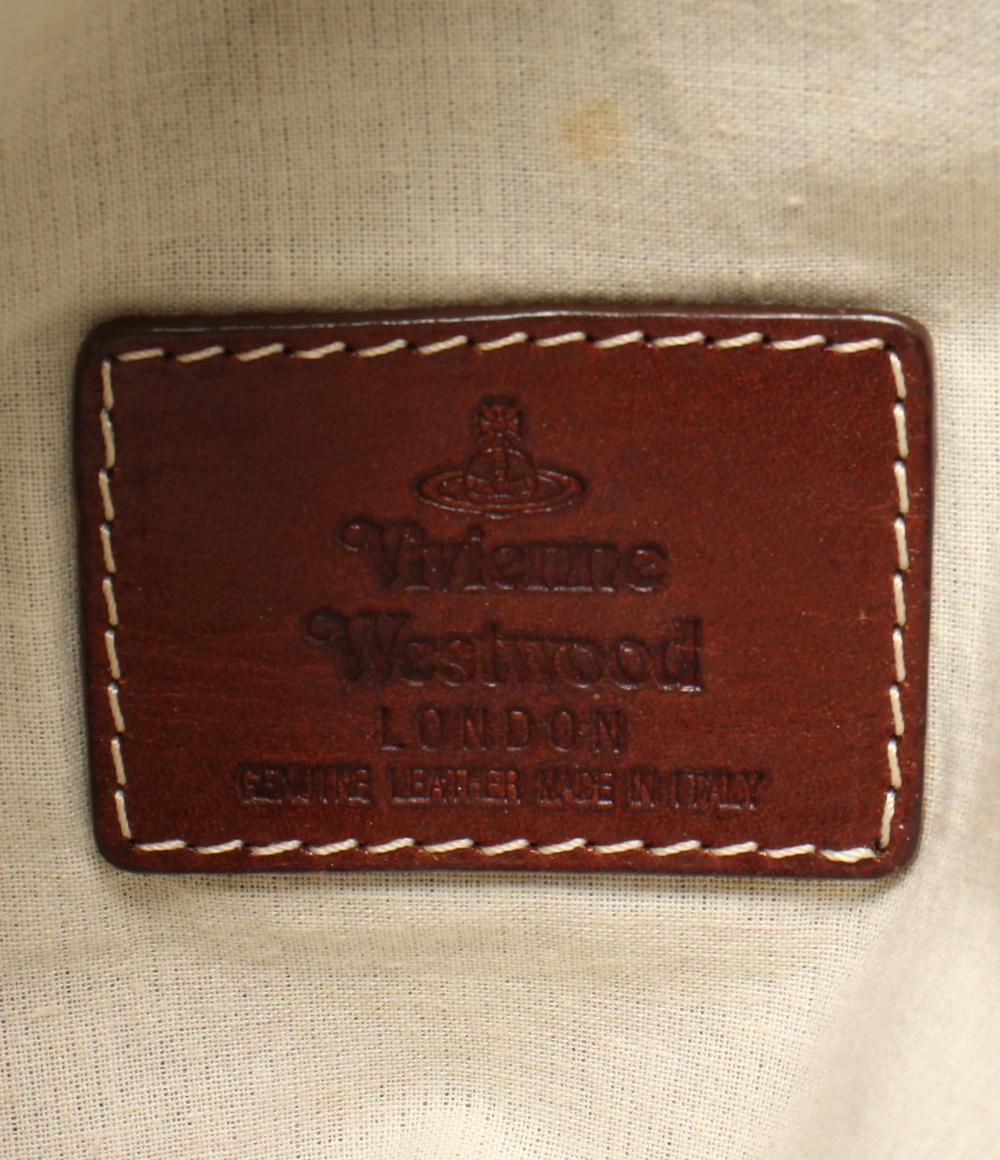 Vivienne
Westwood
LONDON
GENUINE LEATHER MADE IN ITALY